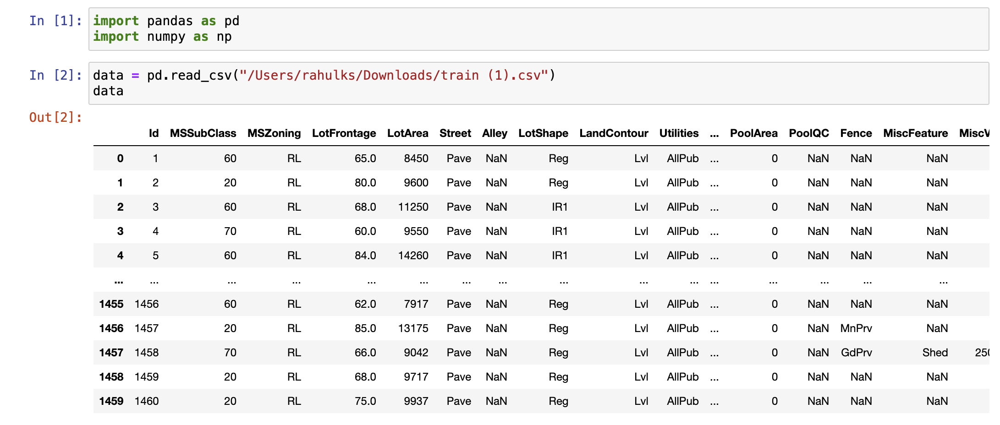 In [1]: import pandas as pd
import numpy as np
In [2]: data = pd.read_csv("/Users/rahulks/Downloads/train (1).csv")
data
Out[2]:
Id MSSubClass MSZoning LotFrontage LotArea Street Alley LotShape LandContour Utilities ... PoolArea PoolQC Fence MiscFeature MiscV
0 1 60 RL 65.0 8450 Pave NaN Reg Lvl AllPub ... 0 NaN NaN NaN
1 2 20 RL 80.0 9600 Pave NaN Reg Lvl AllPub ... 0 NaN NaN NaN
2 3 60 RL 68.0 11250 Pave NaN IR1 Lvl AllPub ... 0 NaN NaN NaN
3 4 70 RL 60.0 9550 Pave NaN IR1 Lvl AllPub ... 0 NaN NaN NaN
4 5 60 RL 84.0 14260 Pave NaN IR1 Lvl AllPub ... 0 NaN NaN NaN
... ... ... ... ... ... ... ... ... ... ... ... ... ... ... ...
1455 1456 60 RL 62.0 7917 Pave NaN Reg Lvl AllPub ... 0 NaN NaN NaN
1456 1457 20 RL 85.0 13175 Pave NaN Reg Lvl AllPub ... 0 NaN MnPrv NaN
1457 1458 70 RL 66.0 9042 Pave NaN Reg Lvl AllPub ... 0 NaN GdPrv Shed 250
1458 1459 20 RL 68.0 9717 Pave NaN Reg Lvl AllPub ... 0 NaN NaN NaN
1459 1460 20 RL 75.0 9937 Pave NaN Reg Lvl AllPub ... 0 NaN NaN NaN